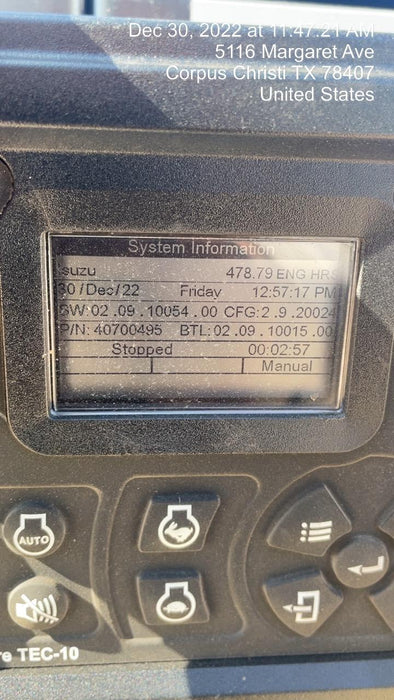 Dec 30, 2022 at 11:47:21 AM
5116 Margaret Ave
Corpus Christi TX 78407
United States
System Information
suzu 478.79 ENG HRS
30/Dec/22 Friday 12:57:17 PM
SW:02.09.10054.00 CFG:2.9.20024
P/N:40700495 BTL:02.09.10015.00
Stopped 00:02:57
Manual
AUTO
re TEC-10